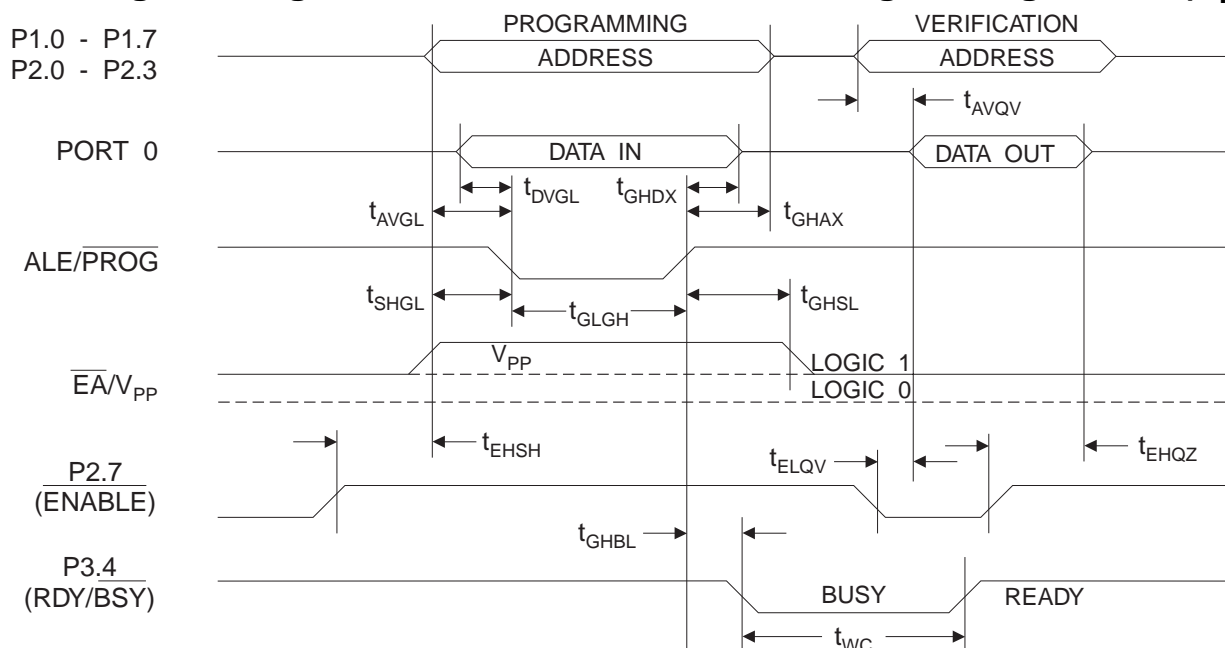 PROGRAMMING VERIFICATION
P1.0 - P1.7
P2.0 - P2.3
ADDRESS ADDRESS
tAVQV
PORT 0 DATA IN DATA OUT
tDVGL tGHDX
tAVGL tGHAX
ALE/PROG
tSHGL tGLGH tGHSL
VPP LOGIC 1
EA/VPP LOGIC 0
tEHSH tELQV tEHQZ
P2.7
(ENABLE)
tGHBL
P3.4
(RDY/BSY) BUSY READY
tWC